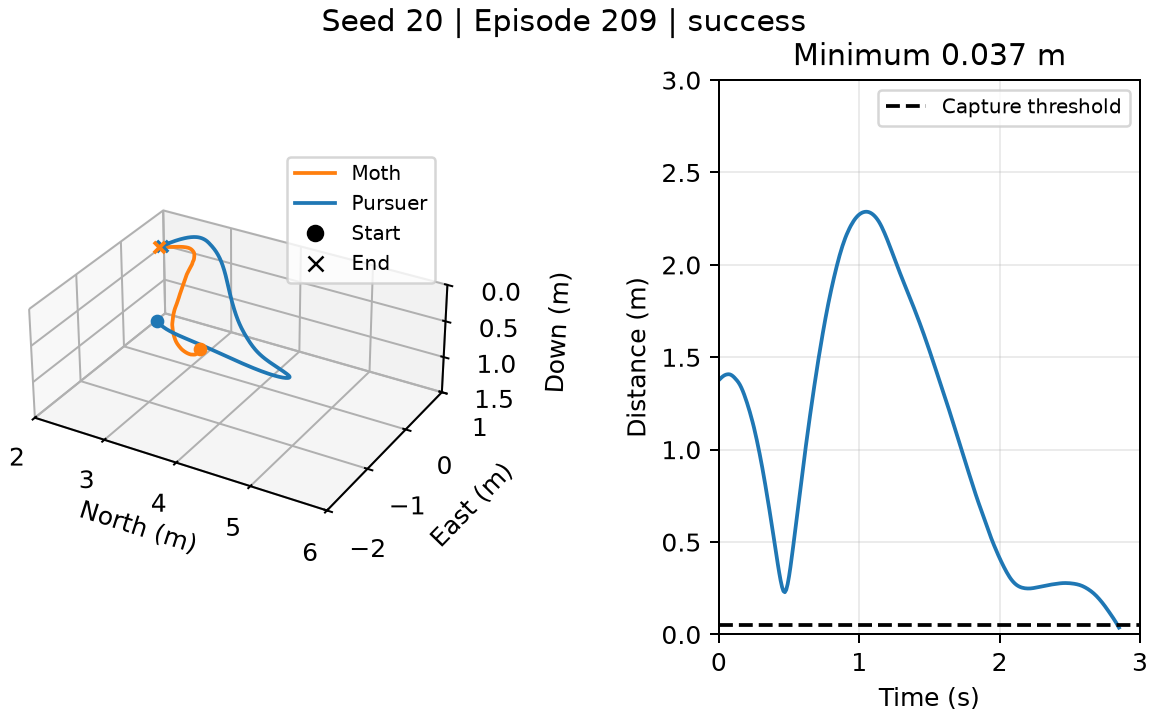 Seed 20 | Episode 209 | success
Moth
Pursuer
Start
End
0.0
0.5
1.0
1.5
Down (m)
2
3
4
5
6
North (m)
−2
−1
0
1
East (m)
Minimum 0.037 m
Capture threshold
3.0
2.5
2.0
1.5
1.0
0.5
0.0
Distance (m)
0
1
2
3
Time (s)